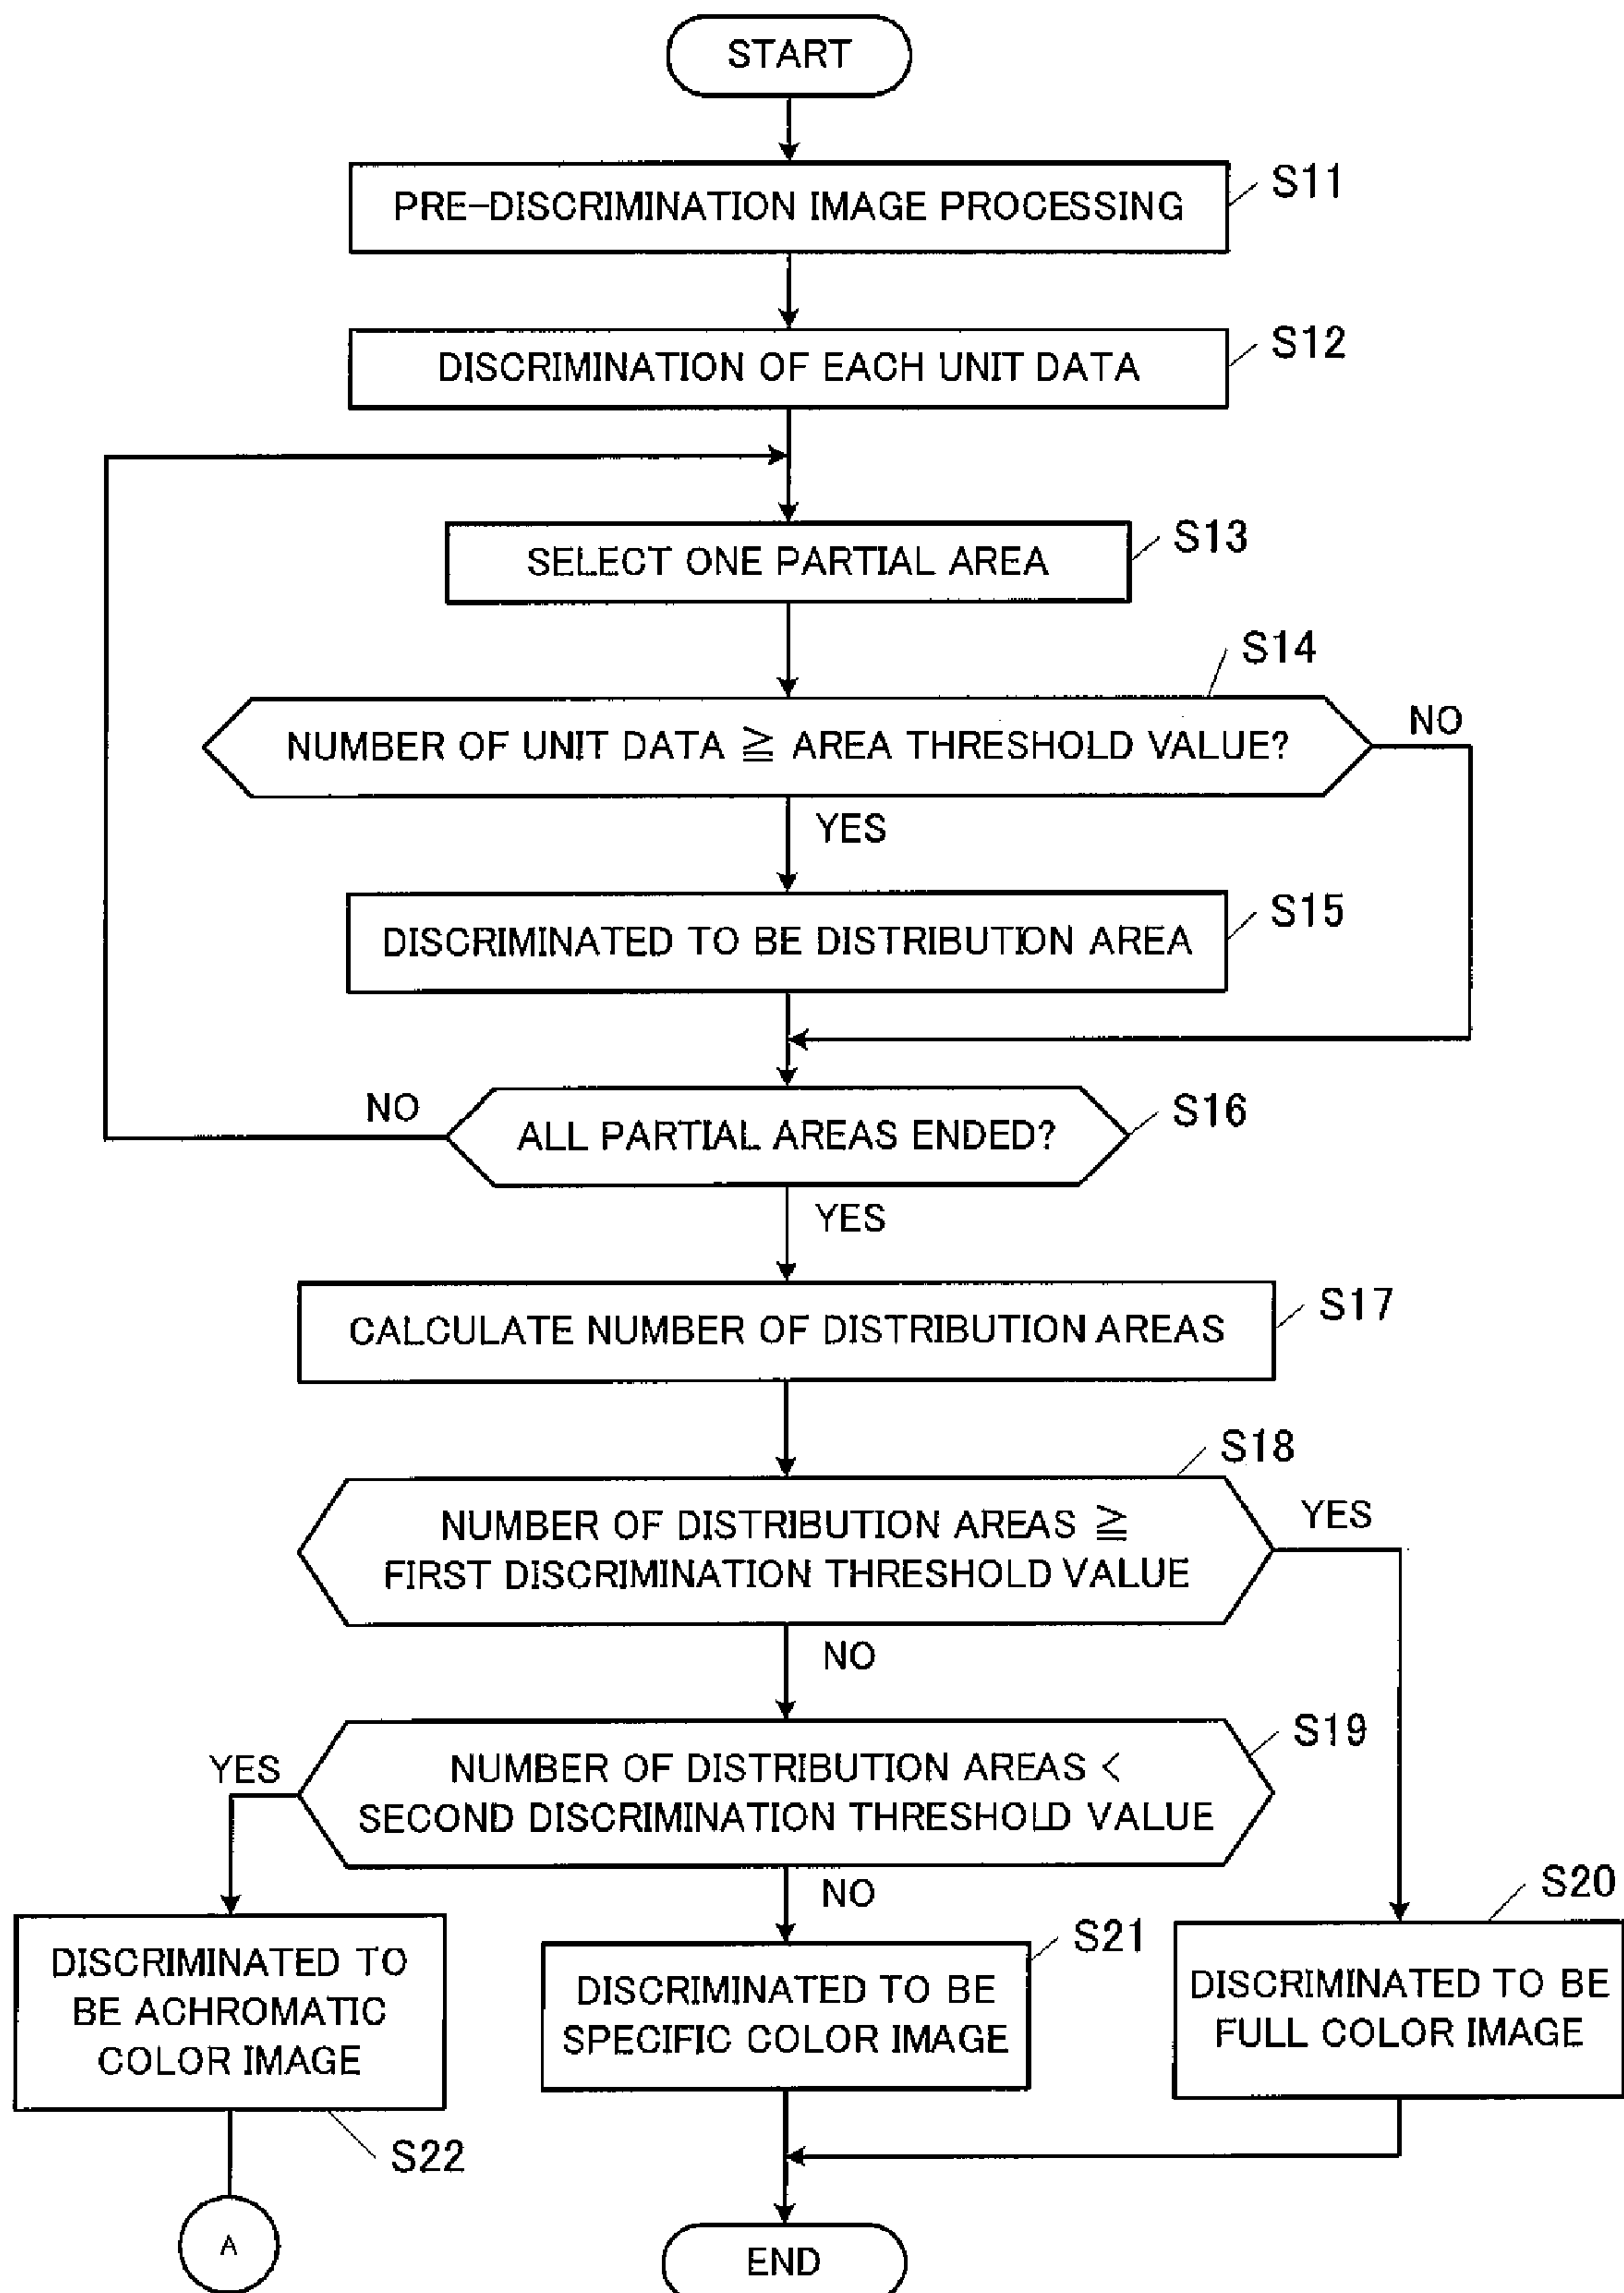 START
S11
PRE-DISCRIMINATION IMAGE PROCESSING
S12
DISCRIMINATION OF EACH UNIT DATA
S13
SELECT ONE PARTIAL AREA
S14
NUMBER OF UNIT DATA ≧ AREA THRESHOLD VALUE?
NO
YES
S15
DISCRIMINATED TO BE DISTRIBUTION AREA
NO
S16
ALL PARTIAL AREAS ENDED?
YES
S17
CALCULATE NUMBER OF DISTRIBUTION AREAS
S18
NUMBER OF DISTRIBUTION AREAS ≧
FIRST DISCRIMINATION THRESHOLD VALUE
YES
NO
S19
YES
NUMBER OF DISTRIBUTION AREAS <
SECOND DISCRIMINATION THRESHOLD VALUE
NO
S20
S21
DISCRIMINATED TO
BE ACHROMATIC
COLOR IMAGE
DISCRIMINATED TO BE
SPECIFIC COLOR IMAGE
DISCRIMINATED TO BE
FULL COLOR IMAGE
S22
A
END